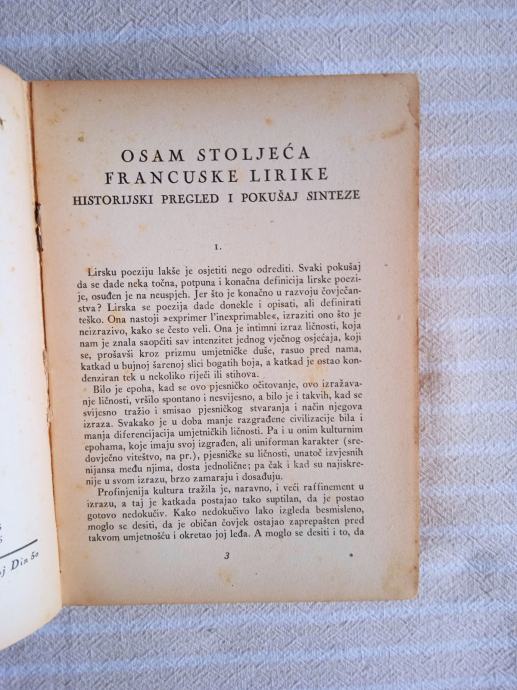 OSAM STOLJEĆA
FRANCUSKE LIRIKE
HISTORIJSKI PREGLED I POKUŠAJ SINTEZE
I.
Lirsku poeziju lakše je osjetiti nego odrediti. Svaki pokušaj
da se dade neka točna, potpuna i konačna definicija lirske poezi-
je, osuđen je na neuspjeh. Jer što je konačno u razvoju čovječan-
stva? Lirska se poezija dade donekle i opisati, ali definirati
teško. Ona nastoji »exprimer l'inexprimable«, izraziti ono što je
neizrazivo, kako se često veli. Ona je intimni izraz ličnosti, koja
nam je znala saopćiti sav intenzitet jednog vječnog osjećaja, koji
se, prošavši kroz prizmu umjetničke duše, rasuo pred nama,
katkad u bujnoj šarenoj slici bogatih boja, a katkad je ostao kon-
denziran tek u nekoliko riječi ili stihova.
Bilo je epoha, kad se ovo pjesničko očitovanje, ovo izražava-
nje ličnosti, vršilo spontano i nesvijesno, a bilo je i takvih, kad se
svijesno tražio i smisao pjesničkog stvaranja i način njegova
izraza. Svakako je u doba manje razgrađene civilizacije bila i
manja diferencijacija umjetničkih ličnosti. Pa i u onim kulturnim
epohama, koje imaju svoj izgrađen, ali uniforman karakter (sre-
dovječno viteštvo, na pr.), pjesničke su ličnosti, unatoč izvjesnih
nijansa među njima, dosta jednolične; pa čak i kad su najiskre-
nije u svom izrazu, brzo zamaraju i dosađuju.
Profinjenija kultura tražila je, naravno, i veći raffinement u
izrazu, a taj je katkada postajao tako suptilan, da je postao
gotovo nedokučiv. Kako nedokučivo lako izgleda besmisleno,
moglo se desiti, da je običan čovjek ostajao zaprepašten pred
takvom umjetnošću i okretao joj leđa. A moglo se desiti i to, da
3
j Din 50